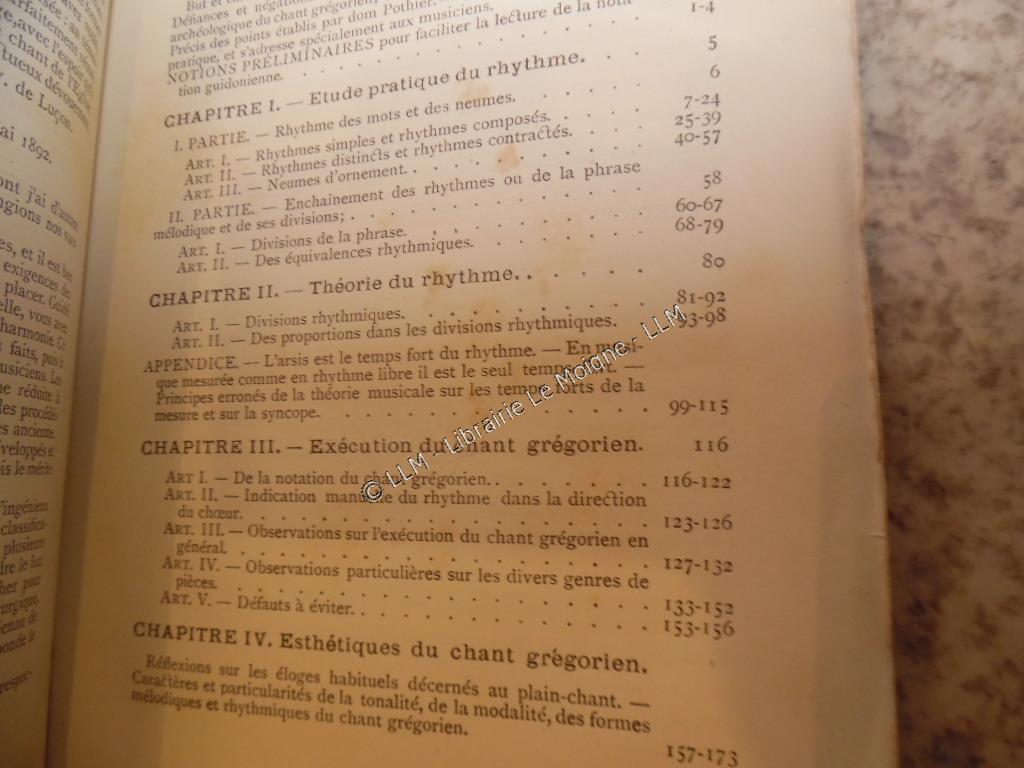 But et
Défiances et négations
archéologique du chant grégorien,
Précis des points établis par dom Pothier,
pratique, et s'adresse spécialement aux musiciens.
NOTIONS PRÉLIMINAIRES pour faciliter la lecture de la nota-
tion guidonienne. 1-4
CHAPITRE I. — Etude pratique du rhythme. 5
I. PARTIE. — Rhythme des mots et des neumes. 6
ART. I. — Rhythmes simples et rhythmes composés. 7-24
ART. II. — Rhythmes distincts et rhythmes contractés. 25-39
ART. III. — Neumes d'ornement. 40-57
II. PARTIE. — Enchaînement des rhythmes ou de la phrase
mélodique et de ses divisions; 58
ART. I. — Divisions de la phrase. 60-67
ART. II. — Des équivalences rhythmiques. 68-79
CHAPITRE II. — Théorie du rhythme. 80
ART. I. — Divisions rhythmiques. 81-92
ART. II. — Des proportions dans les divisions rhythmiques. 93-98
APPENDICE. — L'arsis est le temps fort du rhythme. — En musi-
que mesurée comme en rhythme libre il est le seul temps fort. —
Principes erronés de la théorie musicale sur les temps forts de la
mesure et sur la syncope. 99-115
CHAPITRE III. — Exécution du chant grégorien. 116
ART I. — De la notation du chant grégorien. 116-122
ART. II. — Indication manuelle du rhythme dans la direction
du chœur. 123-126
ART. III. — Observations sur l'exécution du chant grégorien en
général. 127-132
ART. IV. — Observations particulières sur les divers genres de
pièces. 133-152
ART. V. — Défauts à éviter. 153-156
CHAPITRE IV. Esthétiques du chant grégorien.
Réflexions sur les éloges habituels décernés au plain-chant. —
Caractères et particularités de la tonalité, de la modalité, des formes
mélodiques et rhythmiques du chant grégorien.
157-173
© LLM - Librairie Le Moigne - LLM